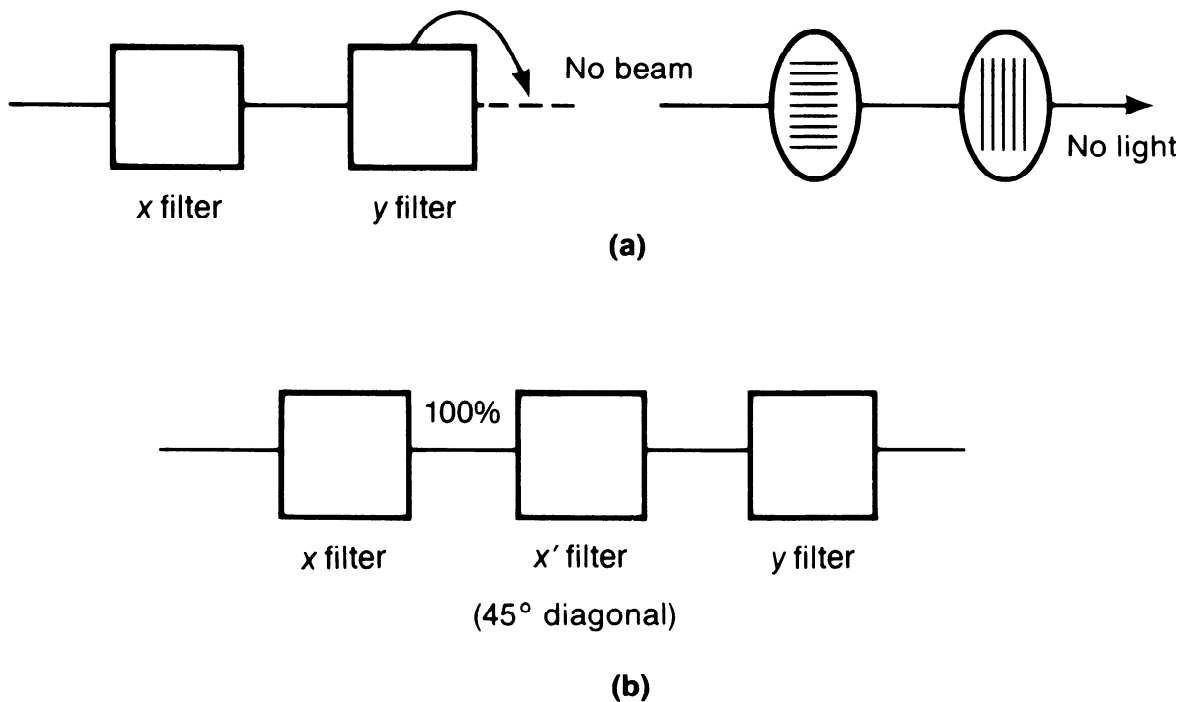 No beam
No light
x filter
y filter
(a)
100%
x filter
x′ filter
y filter
(45° diagonal)
(b)